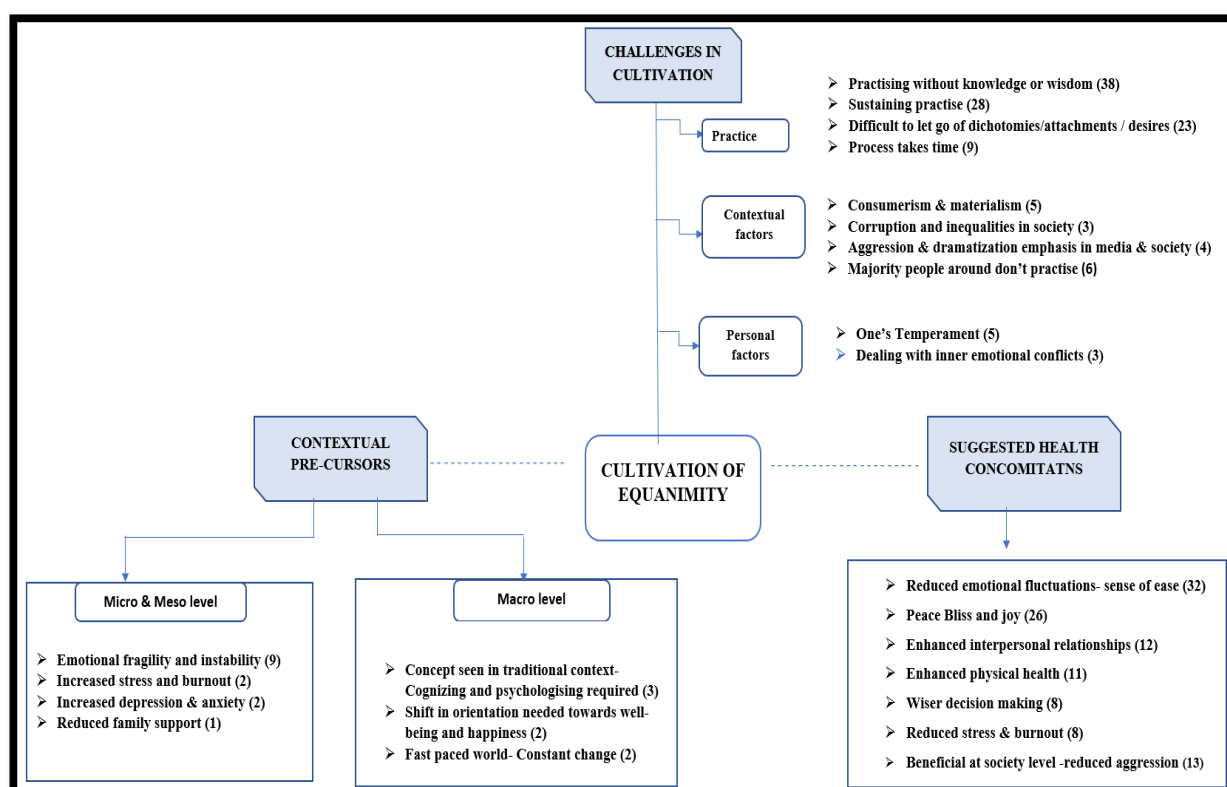 CHALLENGES IN
CULTIVATION
Practice
➢ Practising without knowledge or wisdom (38)
➢ Sustaining practise (28)
➢ Difficult to let go of dichotomies/attachments / desires (23)
➢ Process takes time (9)
Contextual
factors
➢ Consumerism & materialism (5)
➢ Corruption and inequalities in society (3)
➢ Aggression & dramatization emphasis in media & society (4)
➢ Majority people around don't practise (6)
Personal
factors
➢ One's Temperament (5)
➢ Dealing with inner emotional conflicts (3)
CONTEXTUAL
PRE-CURSORS
CULTIVATION OF
EQUANIMITY
SUGGESTED HEALTH
CONCOMITATNS
Micro & Meso level
➢ Emotional fragility and instability (9)
➢ Increased stress and burnout (2)
➢ Increased depression & anxiety (2)
➢ Reduced family support (1)
Macro level
➢ Concept seen in traditional context-
Cognizing and psychologising required (3)
➢ Shift in orientation needed towards well-
being and happiness (2)
➢ Fast paced world- Constant change (2)
➢ Reduced emotional fluctuations- sense of ease (32)
➢ Peace Bliss and joy (26)
➢ Enhanced interpersonal relationships (12)
➢ Enhanced physical health (11)
➢ Wiser decision making (8)
➢ Reduced stress & burnout (8)
➢ Beneficial at society level -reduced aggression (13)